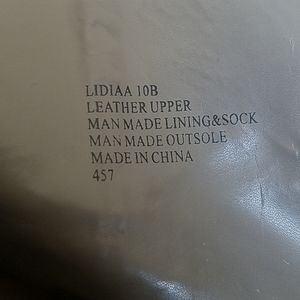 LIDIAA 10B
LEATHER UPPER
MAN MADE LINING&SOCK
MAN MADE OUTSOLE
MADE IN CHINA
457